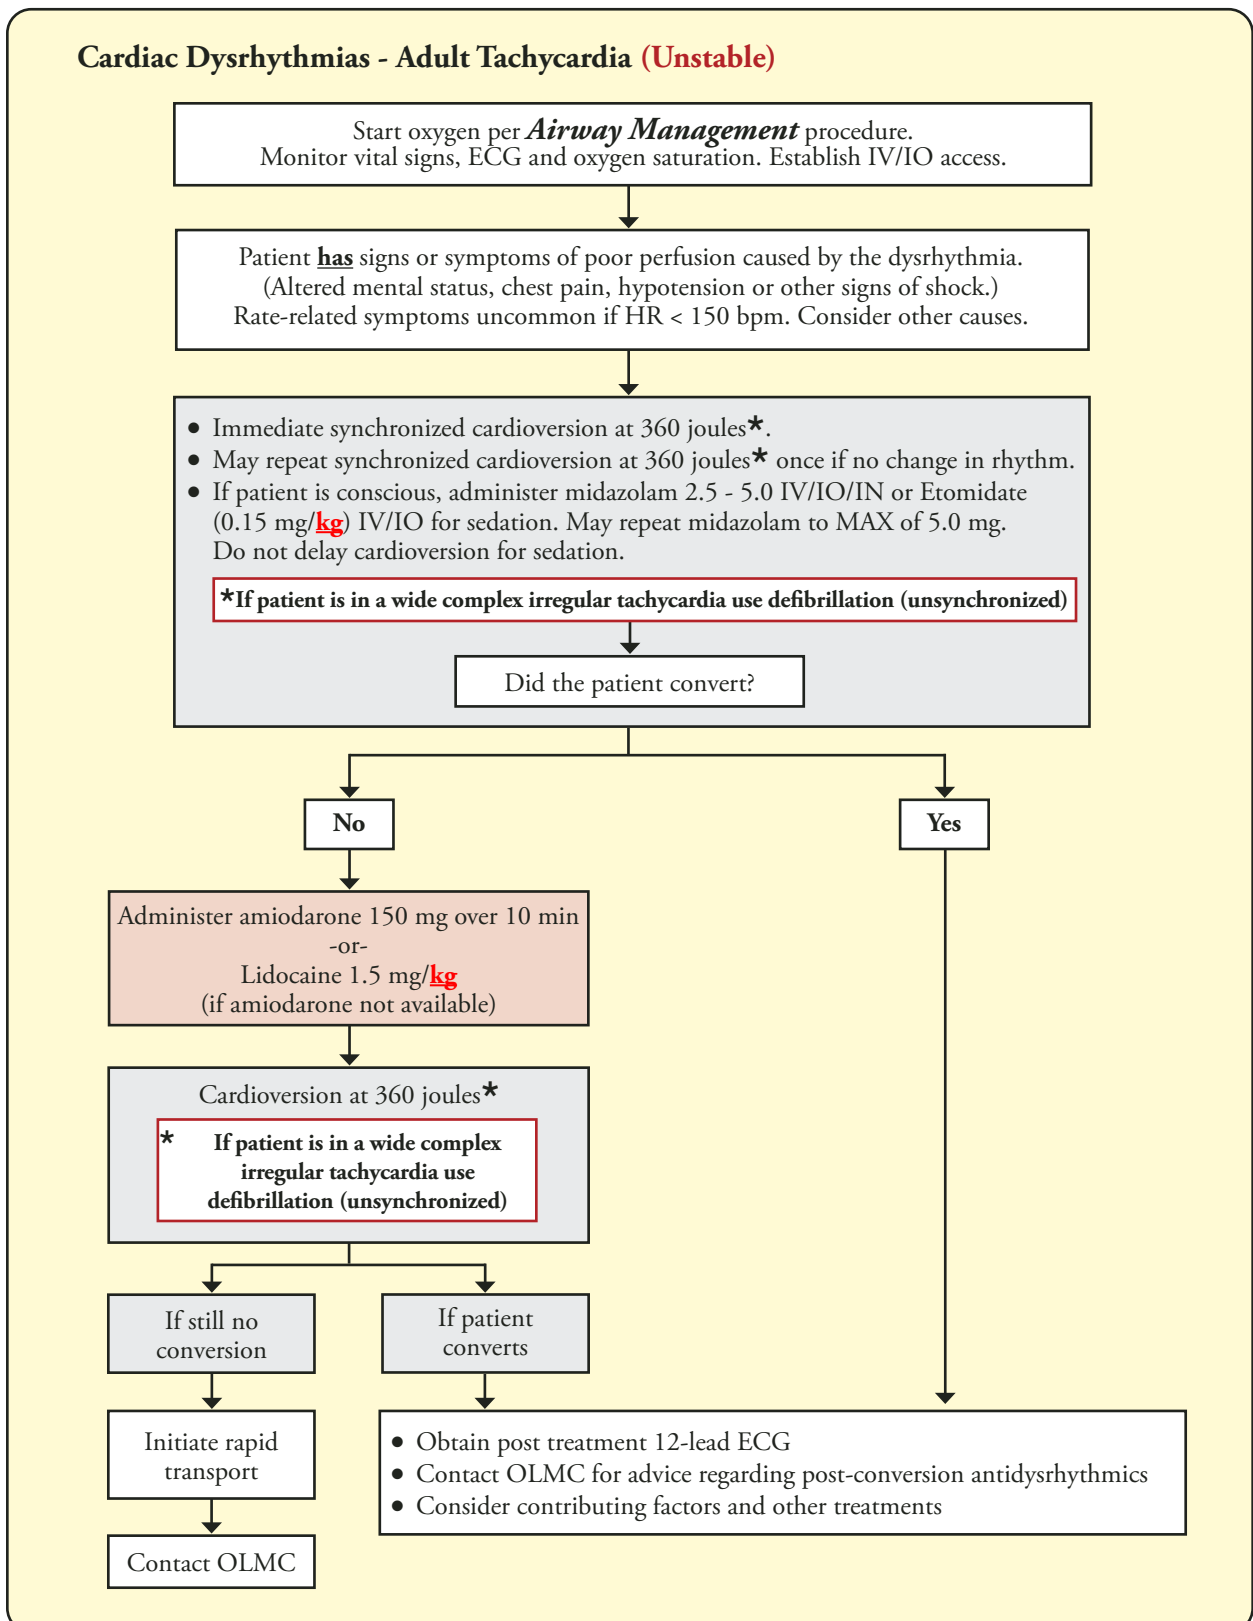 Cardiac Dysrhythmias - Adult Tachycardia (Unstable)
Start oxygen per Airway Management procedure.
Monitor vital signs, ECG and oxygen saturation. Establish IV/IO access.
Patient has signs or symptoms of poor perfusion caused by the dysrhythmia.
(Altered mental status, chest pain, hypotension or other signs of shock.)
Rate-related symptoms uncommon if HR < 150 bpm. Consider other causes.
• Immediate synchronized cardioversion at 360 joules*.
• May repeat synchronized cardioversion at 360 joules* once if no change in rhythm.
• If patient is conscious, administer midazolam 2.5 - 5.0 IV/IO/IN or Etomidate
(0.15 mg/kg) IV/IO for sedation. May repeat midazolam to MAX of 5.0 mg.
Do not delay cardioversion for sedation.
*If patient is in a wide complex irregular tachycardia use defibrillation (unsynchronized)
Did the patient convert?
No
Yes
Administer amiodarone 150 mg over 10 min
-or-
Lidocaine 1.5 mg/kg
(if amiodarone not available)
Cardioversion at 360 joules*
* If patient is in a wide complex
irregular tachycardia use
defibrillation (unsynchronized)
If still no
conversion
If patient
converts
Initiate rapid
transport
Contact OLMC
• Obtain post treatment 12-lead ECG
• Contact OLMC for advice regarding post-conversion antidysrhythmics
• Consider contributing factors and other treatments